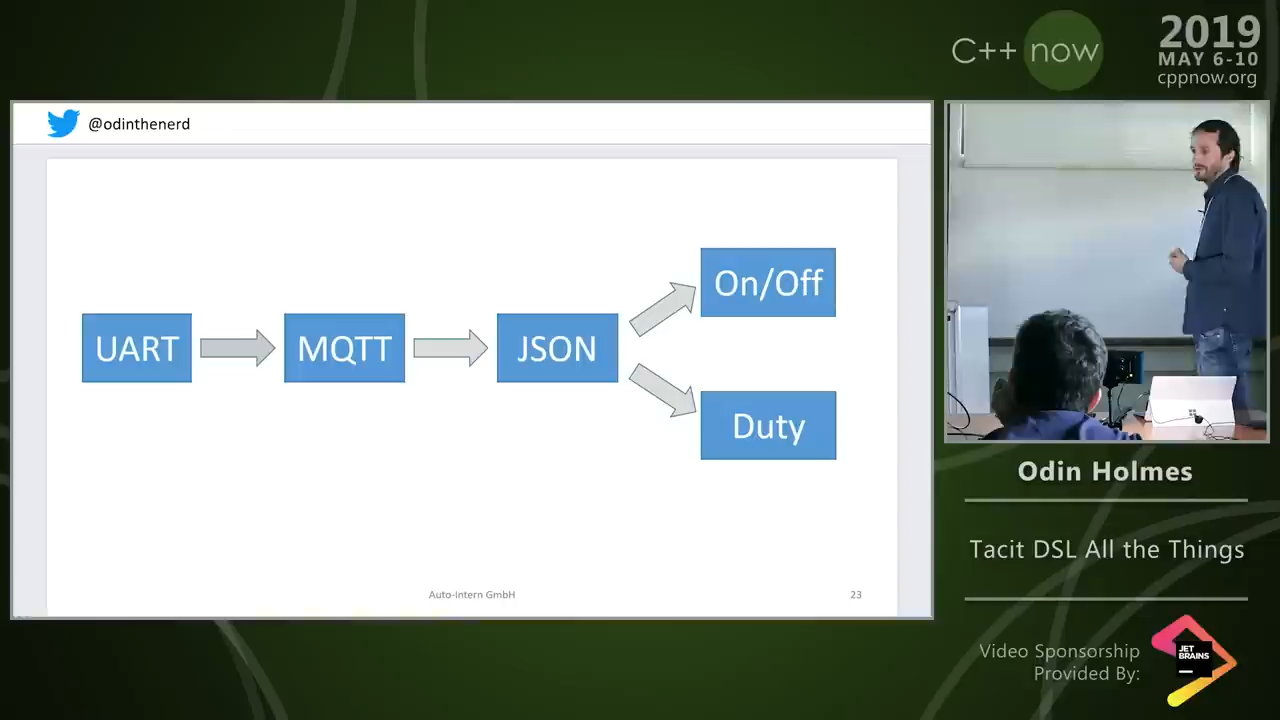 C++ now
2019
MAY 6-10
cppnow.org
@odinthenerd
UART
MQTT
JSON
On/Off
Duty
Auto-Intern GmbH
23
Odin Holmes
Tacit DSL All the Things
Video Sponsorship
Provided By:
JET
BRAINS